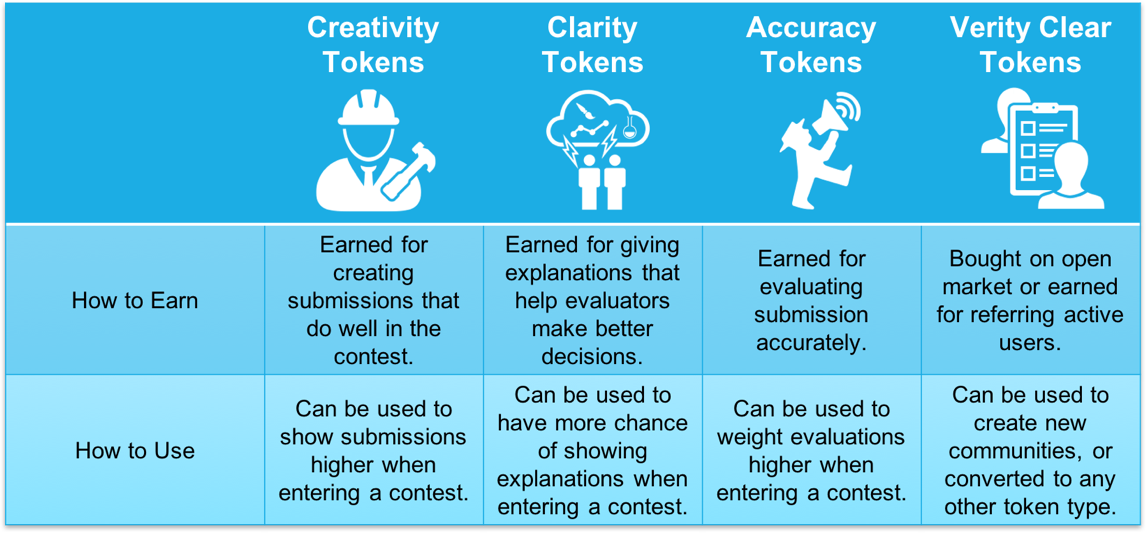 Creativity
Tokens
Clarity
Tokens
Accuracy
Tokens
Verity Clear
Tokens
How to Earn
Earned for
creating
submissions that
do well in the
contest.
Earned for giving
explanations that
help evaluators
make better
decisions.
Earned for
evaluating
submission
accurately.
Bought on open
market or earned
for referring active
users.
How to Use
Can be used to
show submissions
higher when
entering a contest.
Can be used to
have more chance
of showing
explanations when
entering a contest.
Can be used to
weight evaluations
higher when
entering a contest.
Can be used to
create new
communities, or
converted to any
other token type.